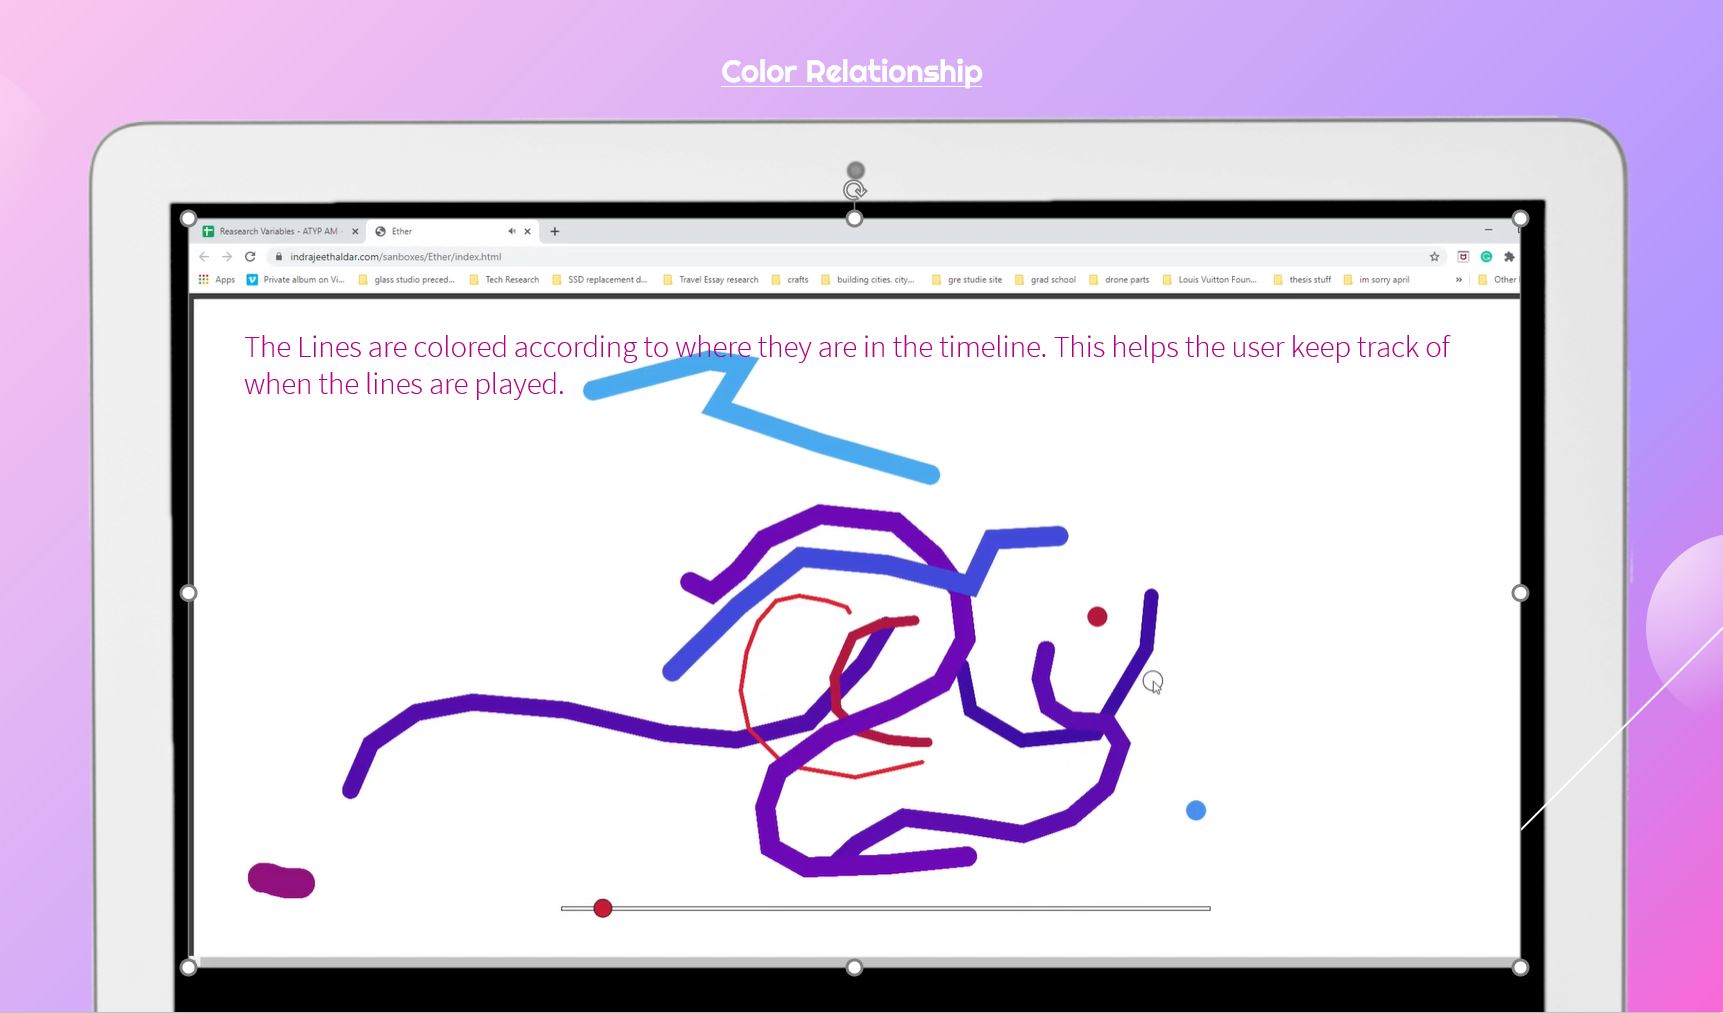 Color Relationship
Reasearch Variables - ATYP AM
Ether
indrajeethaldar.com/sanboxes/Ether/index.html
Apps Private album on Vi... glass studio preced... Tech Research SSD replacement d... Travel Essay research crafts building cities. city... gre studie site grad school drone parts Louis Vuitton Foun... thesis stuff im sorry april » Other
The Lines are colored according to where they are in the timeline. This helps the user keep track of
when the lines are played.